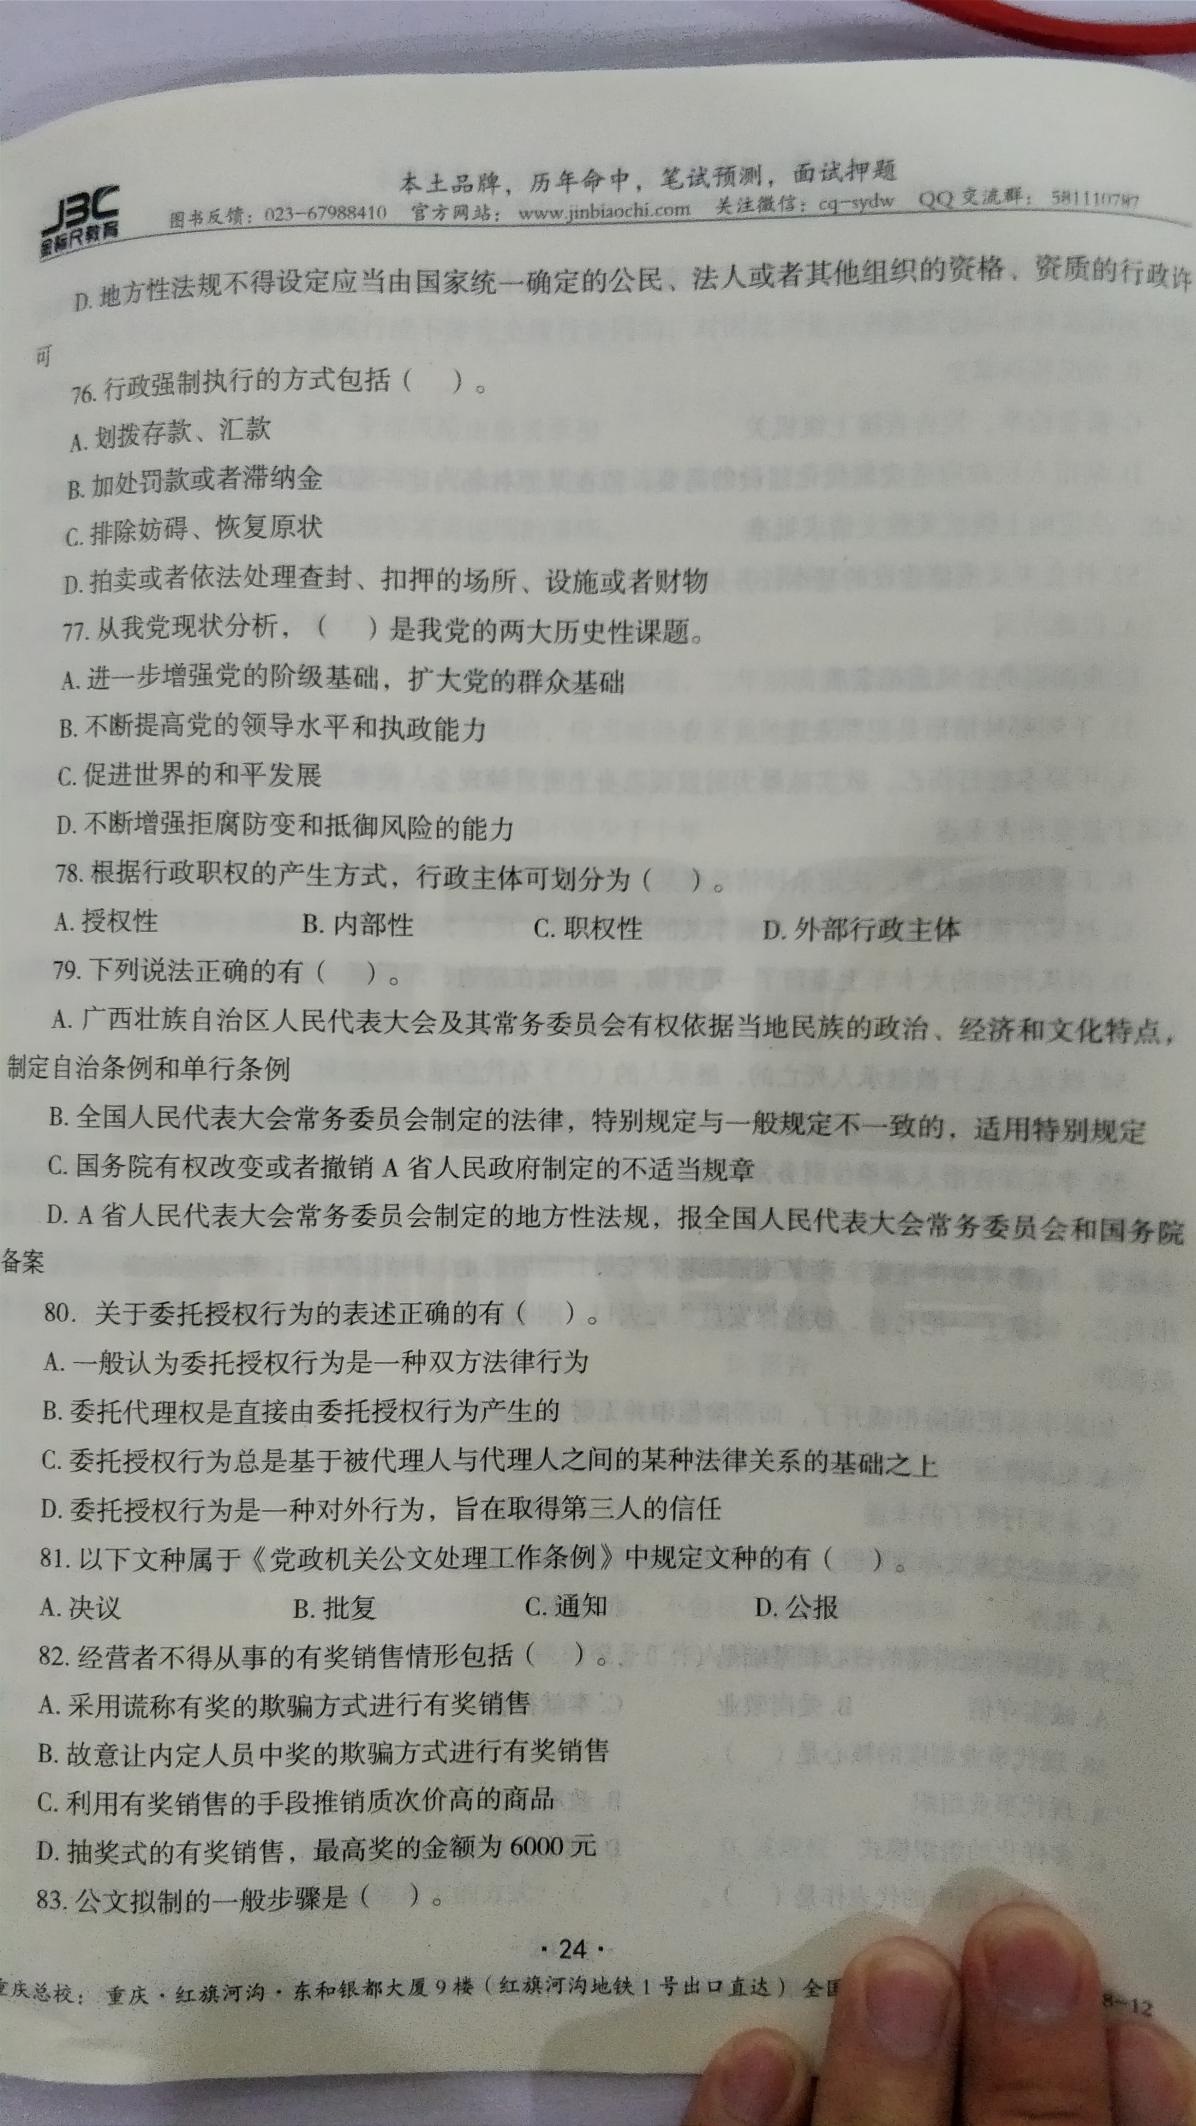 JBC
金标尺教育
本土品牌，历年命中，笔试预测，面试押题
图书反馈：023-67988410 官方网站：www.jinbiaochi.com 关注微信：cq-sydw QQ交流群：581110787
D.地方性法规不得设定应当由国家统一确定的公民、法人或者其他组织的资格、资质的行政许
可
76.行政强制执行的方式包括（ ）。
A.划拨存款、汇款
B.加处罚款或者滞纳金
C.排除妨碍、恢复原状
D.拍卖或者依法处理查封、扣押的场所、设施或者财物
77.从我党现状分析，（ ）是我党的两大历史性课题。
A.进一步增强党的阶级基础，扩大党的群众基础
B.不断提高党的领导水平和执政能力
C.促进世界的和平发展
D.不断增强拒腐防变和抵御风险的能力
78.根据行政职权的产生方式，行政主体可划分为（ ）。
A.授权性 B.内部性 C.职权性 D.外部行政主体
79.下列说法正确的有（ ）。
A.广西壮族自治区人民代表大会及其常务委员会有权依据当地民族的政治、经济和文化特点，
制定自治条例和单行条例
B.全国人民代表大会常务委员会制定的法律，特别规定与一般规定不一致的，适用特别规定
C.国务院有权改变或者撤销A省人民政府制定的不适当规章
D.A省人民代表大会常务委员会制定的地方性法规，报全国人民代表大会常务委员会和国务院
备案
80. 关于委托授权行为的表述正确的有（ ）。
A.一般认为委托授权行为是一种双方法律行为
B.委托代理权是直接由委托授权行为产生的
C.委托授权行为总是基于被代理人与代理人之间的某种法律关系的基础之上
D.委托授权行为是一种对外行为，旨在取得第三人的信任
81.以下文种属于《党政机关公文处理工作条例》中规定文种的有（ ）。
A.决议 B.批复 C.通知 D.公报
82.经营者不得从事的有奖销售情形包括（ ）。
A.采用谎称有奖的欺骗方式进行有奖销售
B.故意让内定人员中奖的欺骗方式进行有奖销售
C.利用有奖销售的手段推销质次价高的商品
D.抽奖式的有奖销售，最高奖的金额为6000元
83.公文拟制的一般步骤是（ ）。
·24·
重庆总校：重庆·红旗河沟·东和银都大厦9楼（红旗河沟地铁1号出口直达）全国 8-12